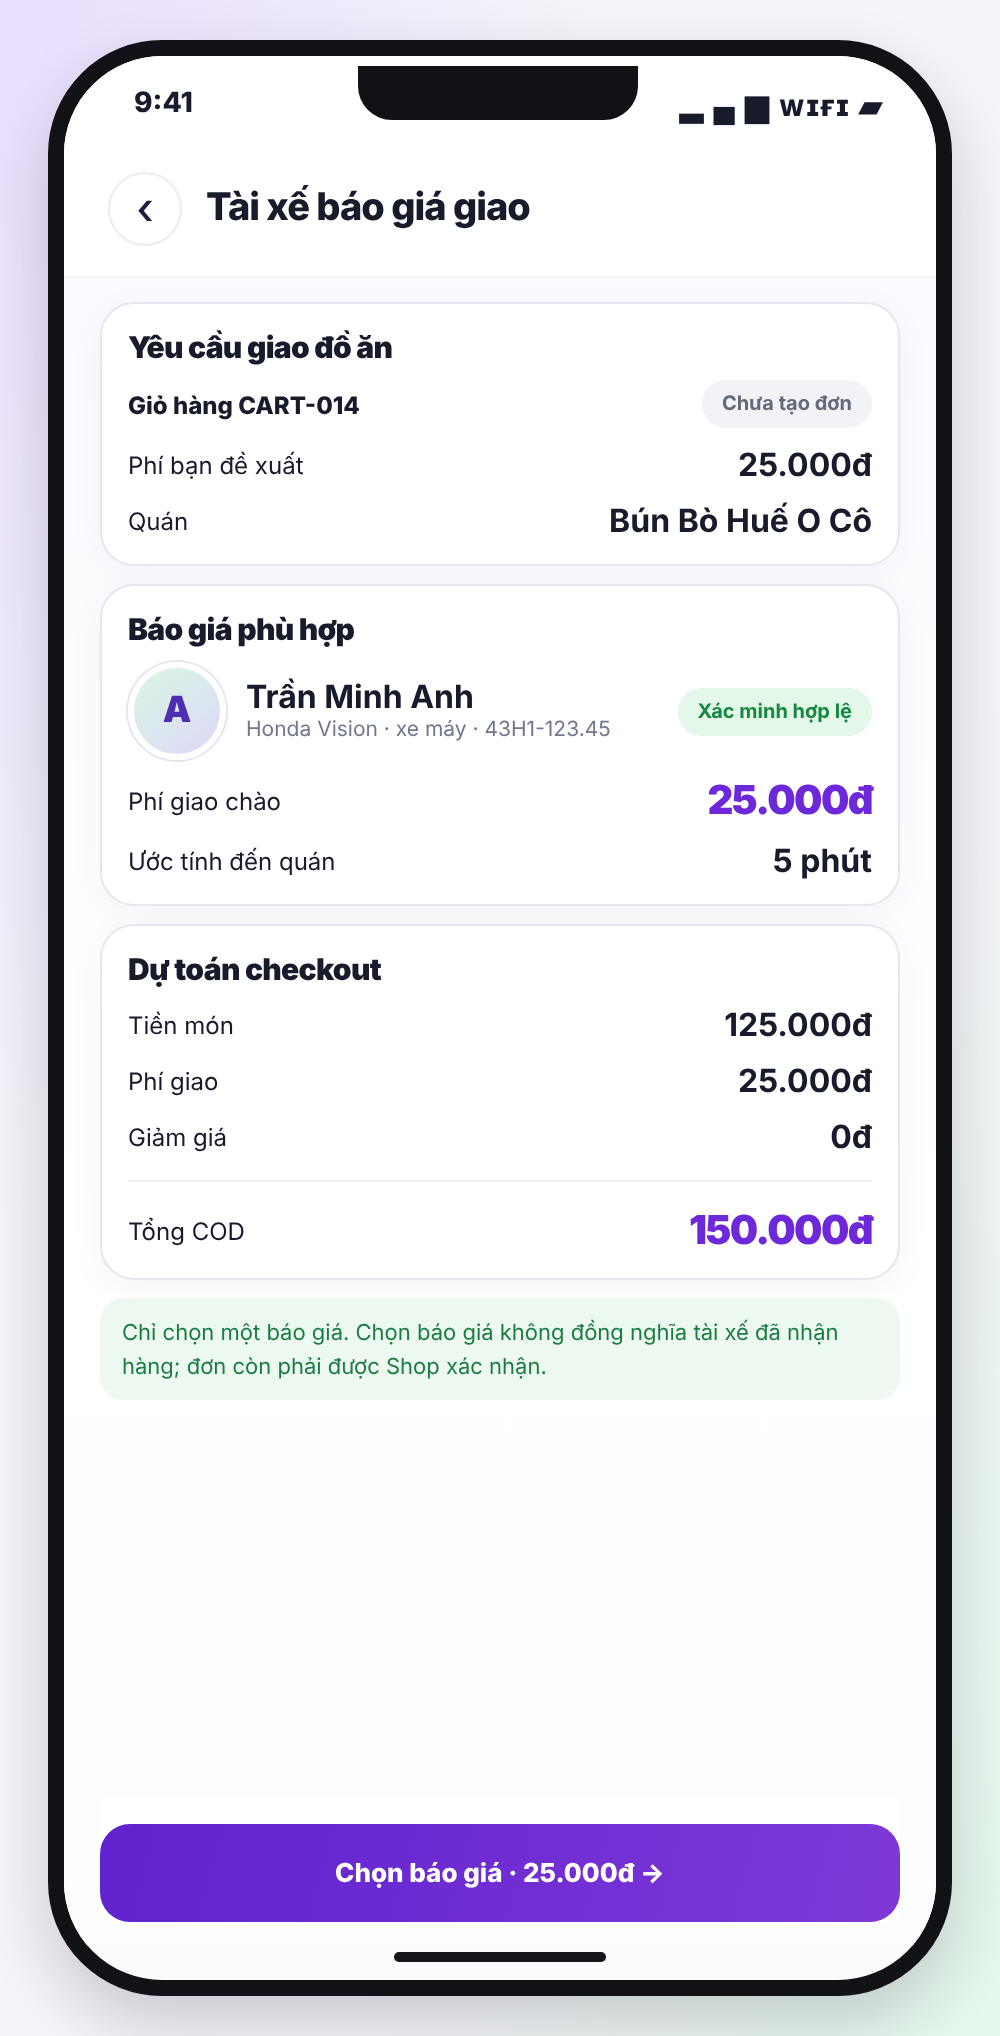 9:41
WIFI
Tài xế báo giá giao
Yêu cầu giao đồ ăn
Giỏ hàng CART-014
Chưa tạo đơn
Phí bạn đề xuất
25.000đ
Quán
Bún Bò Huế O Cô
Báo giá phù hợp
A
Trần Minh Anh
Honda Vision · xe máy · 43H1-123.45
Xác minh hợp lệ
Phí giao chào
25.000đ
Ước tính đến quán
5 phút
Dự toán checkout
Tiền món
125.000đ
Phí giao
25.000đ
Giảm giá
0đ
Tổng COD
150.000đ
Chỉ chọn một báo giá. Chọn báo giá không đồng nghĩa tài xế đã nhận
hàng; đơn còn phải được Shop xác nhận.
Chọn báo giá · 25.000đ →